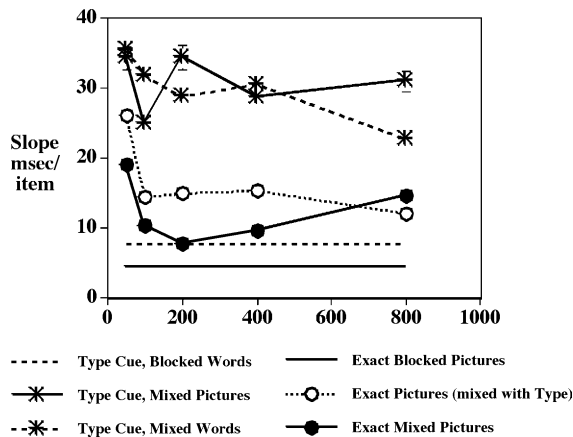 40
30
Slope
msec/
item
20
10
0
0 200 400 600 800 1000
Type Cue, Blocked Words
Exact Blocked Pictures
Type Cue, Mixed Pictures
Exact Pictures (mixed with Type)
Type Cue, Mixed Words
Exact Mixed Pictures